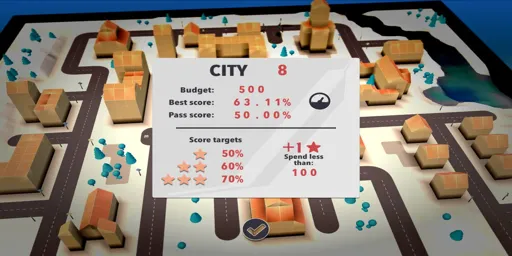 CITY 8
Budget: 500
Best score: 63.11%
Pass score: 50.00%
Score targets
50%
60%
70%
+1
Spend less
than:
100